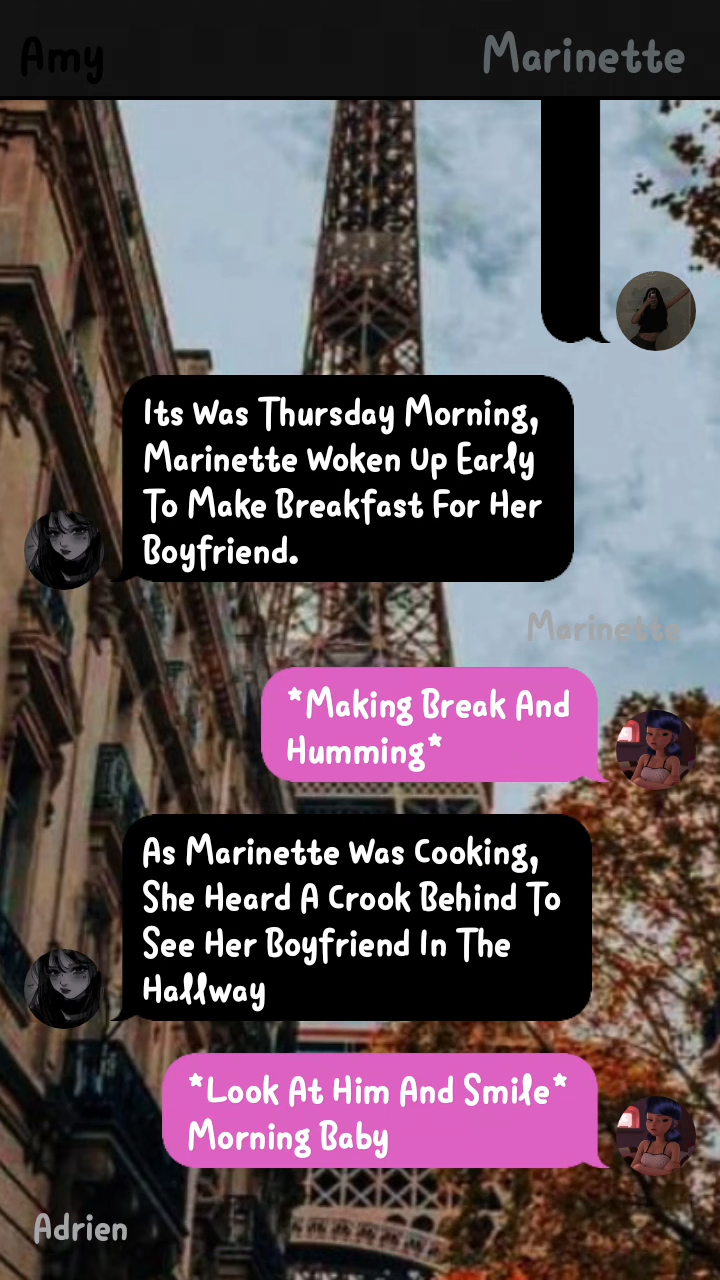 Amy
Marinette
Its Was Thursday Morning,
Marinette Woken Up Early
To Make Breakfast For Her
Boyfriend.
Marinette
*Making Break And
Humming*
As Marinette Was Cooking,
She Heard A Crook Behind To
See Her Boyfriend In The
Hallway
*Look At Him And Smile*
Morning Baby
Adrien